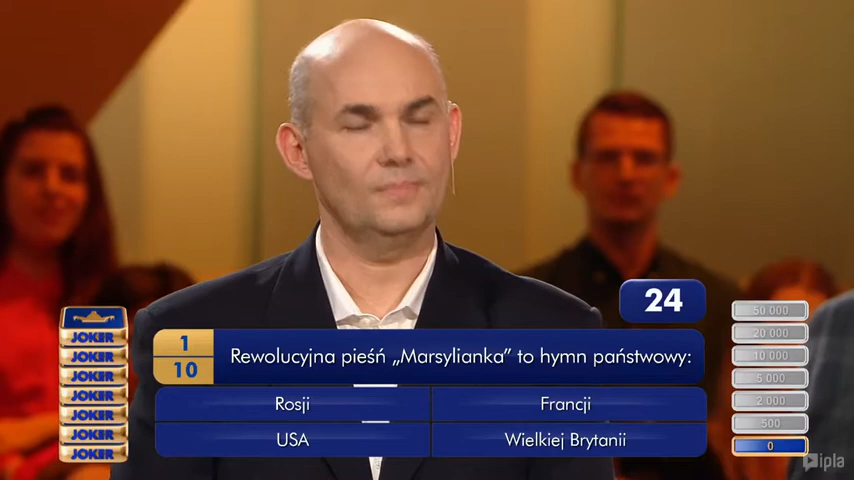 24
1
10
Rewolucyjna pieśń „Marsylianka” to hymn państwowy:
Rosji
Francji
USA
Wielkiej Brytanii
JOKER
JOKER
JOKER
JOKER
JOKER
JOKER
JOKER
50 000
20 000
10 000
5 000
2 000
500
0
ipla